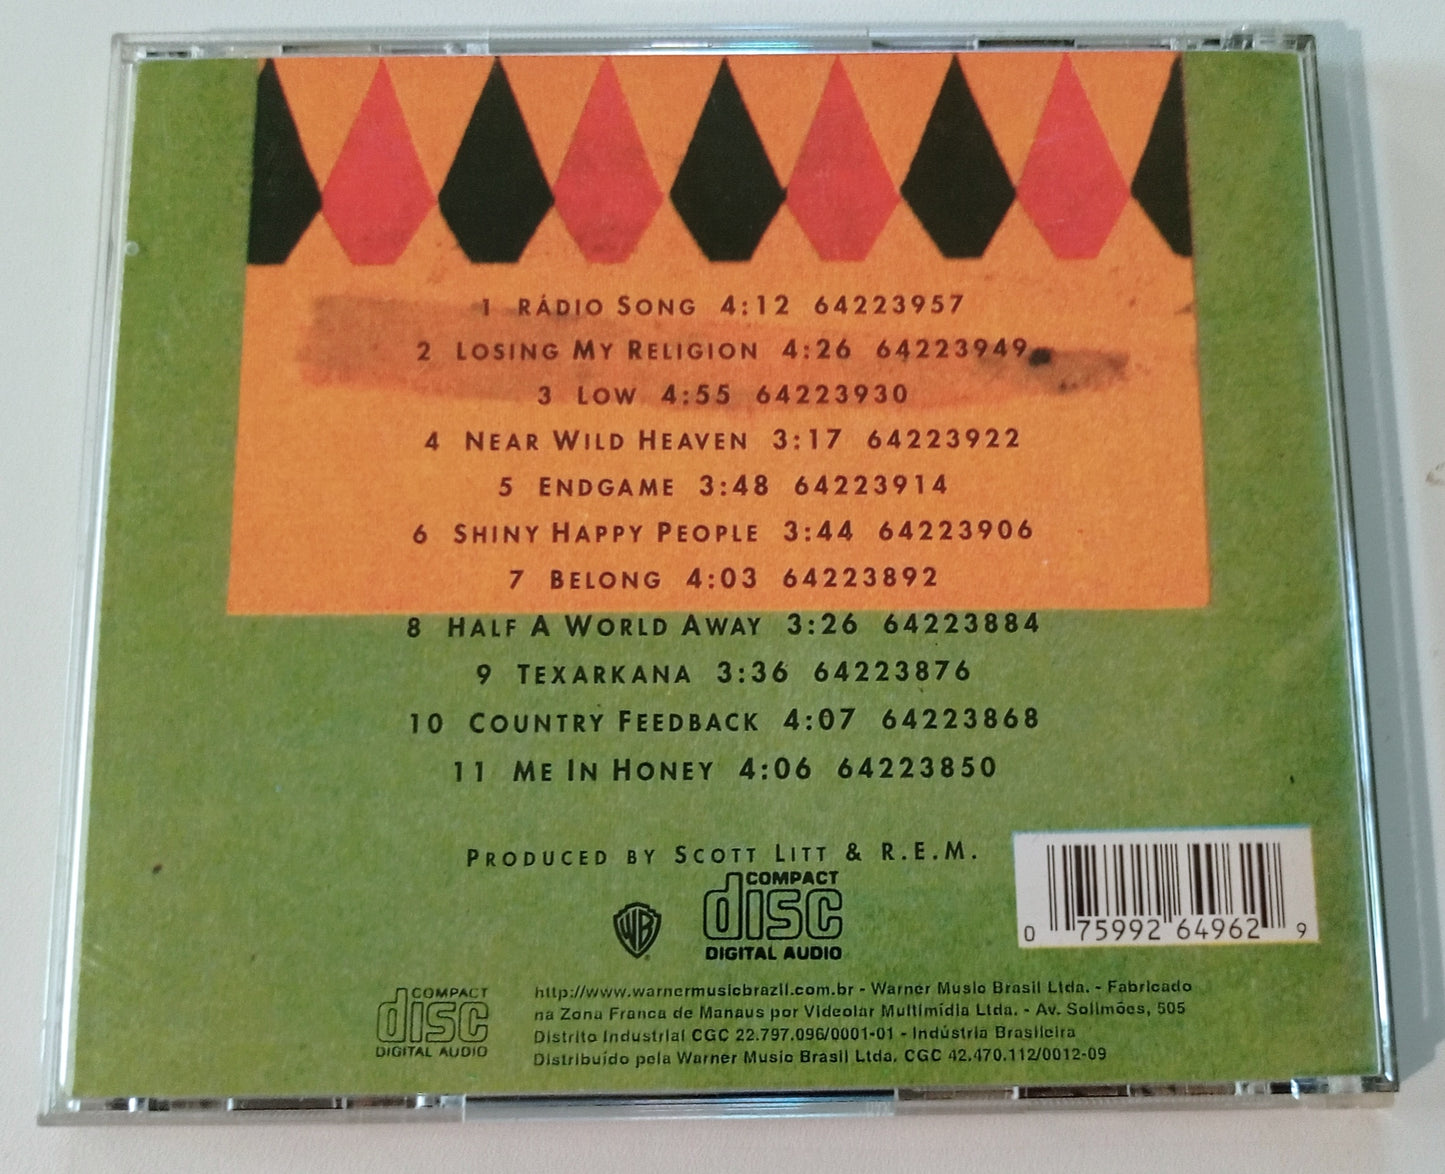 1 RÁDIO SONG 4:12 64223957
2 LOSING MY RELIGION 4:26 64223949
3 LOW 4:55 64223930
4 NEAR WILD HEAVEN 3:17 64223922
5 ENDGAME 3:48 64223914
6 SHINY HAPPY PEOPLE 3:44 64223906
7 BELONG 4:03 64223892
8 HALF A WORLD AWAY 3:26 64223884
9 TEXARKANA 3:36 64223876
10 COUNTRY FEEDBACK 4:07 64223868
11 ME IN HONEY 4:06 64223850
PRODUCED BY SCOTT LITT & R.E.M.
WB
COMPACT
disc
DIGITAL AUDIO
0 75992 64962 9
COMPACT
disc
DIGITAL AUDIO
http://www.warnermusicbrazil.com.br - Warner Music Brasil Ltda. - Fabricado
na Zona Franca de Manaus por Videolar Multimídia Ltda. - Av. Solimões, 505
Distrito Industrial CGC 22.797.096/0001-01 - Indústria Brasileira
Distribuído pela Warner Music Brasil Ltda. CGC 42.470.112/0012-09